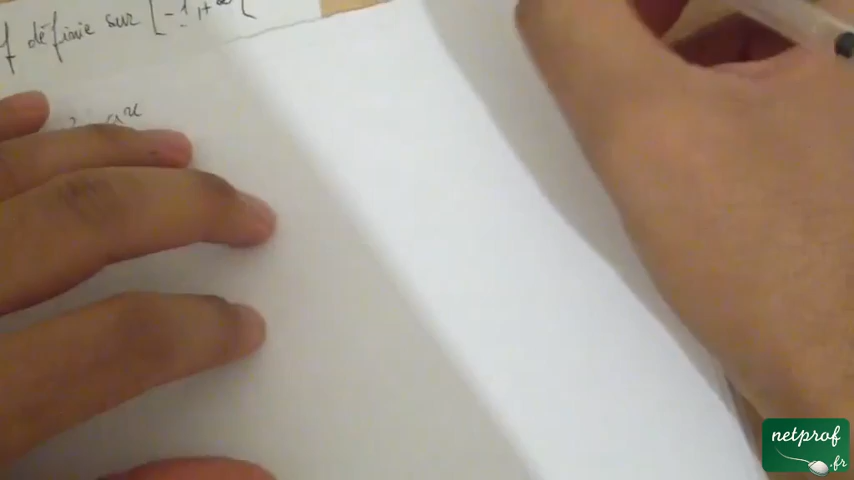 f définie sur [-1, +∞[
netprof
.fr